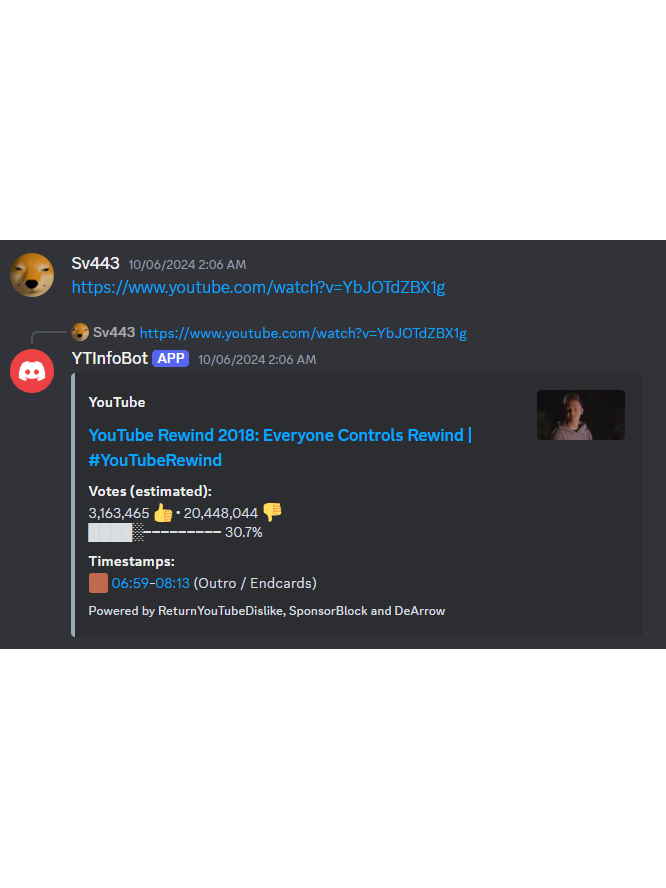 Sv443 10/06/2024 2:06 AM
https://www.youtube.com/watch?v=YbJOTdZBX1g
Sv443 https://www.youtube.com/watch?v=YbJOTdZBX1g
YTInfoBot APP 10/06/2024 2:06 AM
YouTube
YouTube Rewind 2018: Everyone Controls Rewind |
#YouTubeRewind
Votes (estimated):
3,163,465 👍 • 20,448,044 👎
30.7%
Timestamps:
06:59-08:13 (Outro / Endcards)
Powered by ReturnYouTubeDislike, SponsorBlock and DeArrow